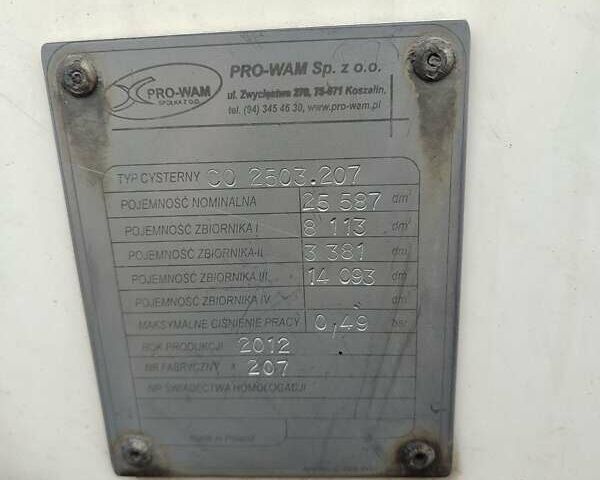 PRO-WAM
SPÓŁKA Z O.O.
PRO-WAM Sp. z o.o.
ul. Zwycięstwa 270, 75-671 Koszalin,
tel. (94) 345 46 30, www.pro-wam.pl
TYP CYSTERNY CO 2503.207
POJEMNOŚĆ NOMINALNA 25 587 dm³
POJEMNOŚĆ ZBIORNIKA I 8 113 dm³
POJEMNOŚĆ ZBIORNIKA II 3 381 dm³
POJEMNOŚĆ ZBIORNIKA III 14 093 dm³
POJEMNOŚĆ ZBIORNIKA IV dm³
MAKSYMALNE CIŚNIENIE PRACY 0,49 bar
ROK PRODUKCJI 2012
NR FABRYCZNY 207
NR ŚWIADECTWA HOMOLOGACJI
Made in Poland